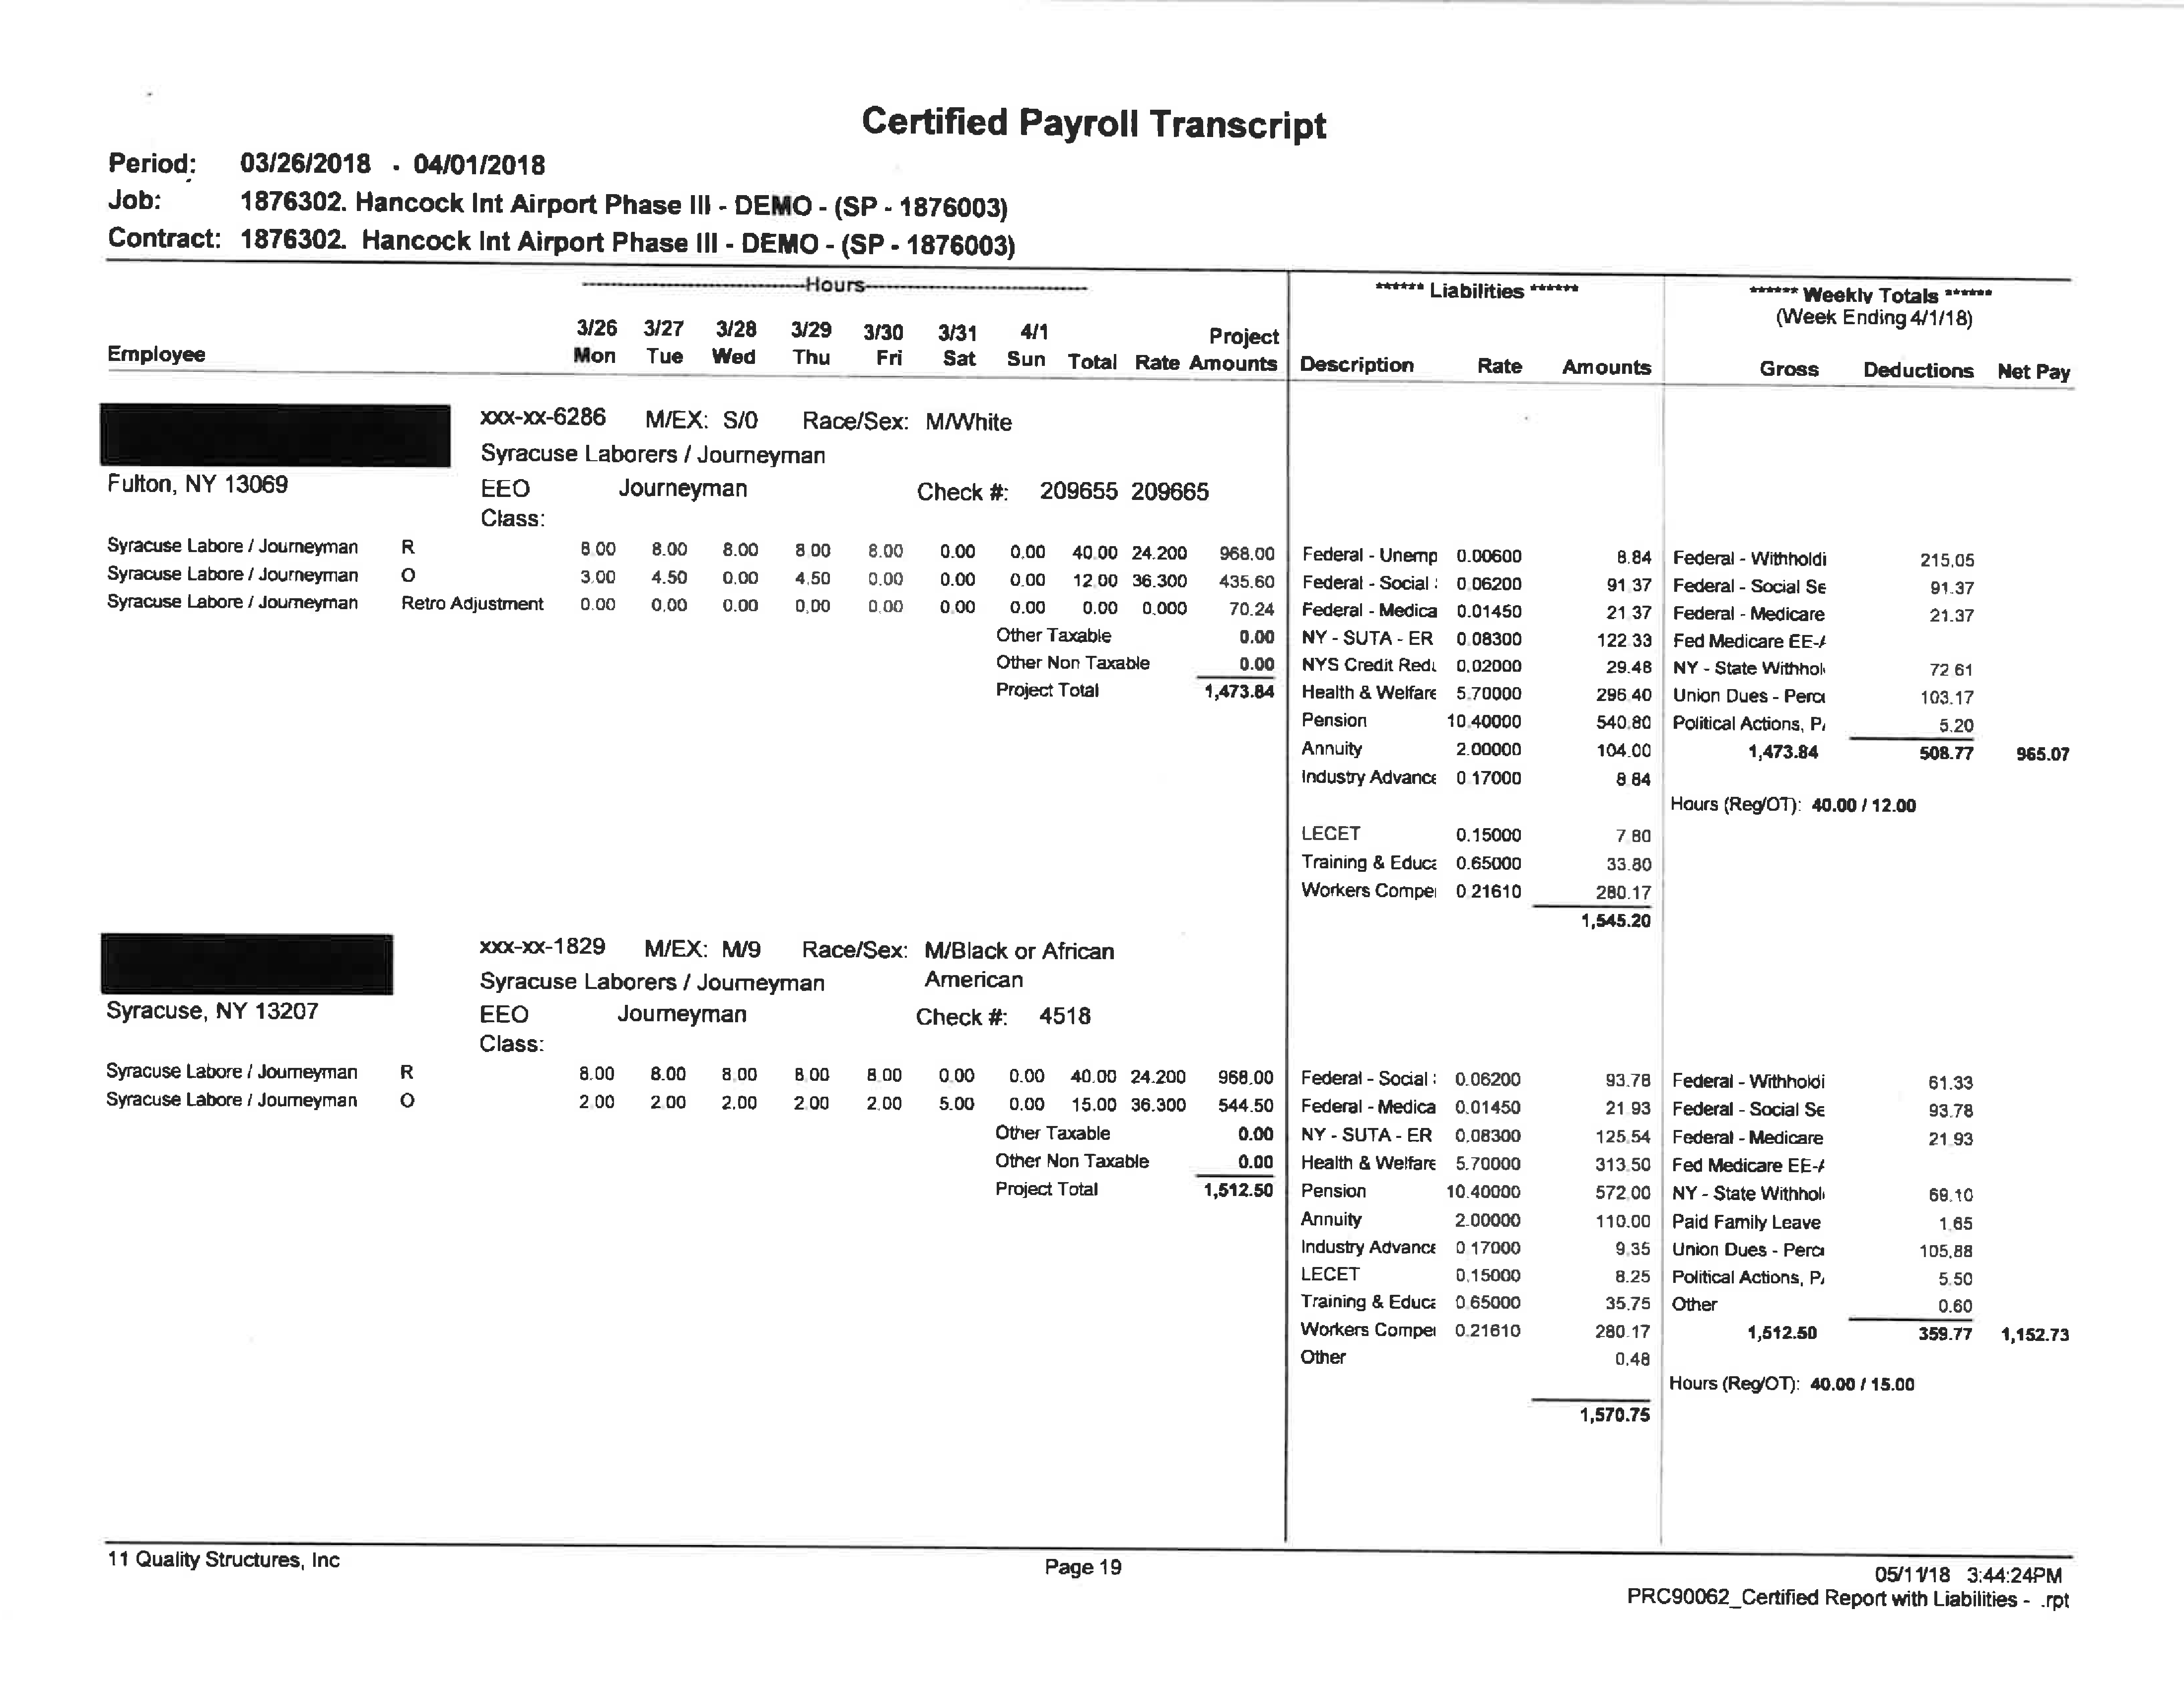 Certified Payroll Transcript
Period: 03/26/2018 - 04/01/2018
Job: 1876302. Hancock Int Airport Phase III - DEMO - (SP - 1876003)
Contract: 1876302. Hancock Int Airport Phase III - DEMO - (SP - 1876003)
Hours ****** Liabilities ****** ****** Weekly Totals ******
(Week Ending 4/1/18)
3/26 3/27 3/28 3/29 3/30 3/31 4/1 Project
Employee Mon Tue Wed Thu Fri Sat Sun Total Rate Amounts Description Rate Amounts Gross Deductions Net Pay
xxx-xx-6286 M/EX: S/0 Race/Sex: M/White
Syracuse Laborers / Journeyman
Fulton, NY 13069 EEO Journeyman Check #: 209655 209665
Class:
Syracuse Labore / Journeyman R 8.00 8.00 8.00 8.00 8.00 0.00 0.00 40.00 24.200 968.00 Federal - Unemp 0.00600 8.84 Federal - Withholdi 215.05
Syracuse Labore / Journeyman O 3.00 4.50 0.00 4.50 0.00 0.00 0.00 12.00 36.300 435.60 Federal - Social : 0.06200 91.37 Federal - Social Se 91.37
Syracuse Labore / Journeyman Retro Adjustment 0.00 0.00 0.00 0.00 0.00 0.00 0.00 0.00 0.000 70.24 Federal - Medica 0.01450 21.37 Federal - Medicare 21.37
Other Taxable 0.00 NY - SUTA - ER 0.08300 122.33 Fed Medicare EE-A
Other Non Taxable 0.00 NYS Credit Redu 0.02000 29.48 NY - State Withhol 72.61
Project Total 1,473.84 Health & Welfare 5.70000 296.40 Union Dues - Perc 103.17
Pension 10.40000 540.80 Political Actions, P 5.20
Annuity 2.00000 104.00 1,473.84 508.77 965.07
Industry Advance 0.17000 8.84
Hours (Reg/OT): 40.00 / 12.00
LECET 0.15000 7.80
Training & Educa 0.65000 33.80
Workers Compe 0.21610 280.17
1,545.20
xxx-xx-1829 M/EX: M/9 Race/Sex: M/Black or African
Syracuse Laborers / Journeyman American
Syracuse, NY 13207 EEO Journeyman Check #: 4518
Class:
Syracuse Labore / Journeyman R 8.00 8.00 8.00 8.00 8.00 0.00 0.00 40.00 24.200 968.00 Federal - Social : 0.06200 93.78 Federal - Withholdi 61.33
Syracuse Labore / Journeyman O 2.00 2.00 2.00 2.00 2.00 5.00 0.00 15.00 36.300 544.50 Federal - Medica 0.01450 21.93 Federal - Social Se 93.78
Other Taxable 0.00 NY - SUTA - ER 0.08300 125.54 Federal - Medicare 21.93
Other Non Taxable 0.00 Health & Welfare 5.70000 313.50 Fed Medicare EE-A
Project Total 1,512.50 Pension 10.40000 572.00 NY - State Withhol 69.10
Annuity 2.00000 110.00 Paid Family Leave 1.65
Industry Advance 0.17000 9.35 Union Dues - Perc 105.88
LECET 0.15000 8.25 Political Actions, P 5.50
Training & Educa 0.65000 35.75 Other 0.60
Workers Compe 0.21610 280.17 1,512.50 359.77 1,152.73
Other 0.48
Hours (Reg/OT): 40.00 / 15.00
1,570.75
11 Quality Structures, Inc Page 19 05/11/18 3:44:24PM
PRC90062_Certified Report with Liabilities - .rpt